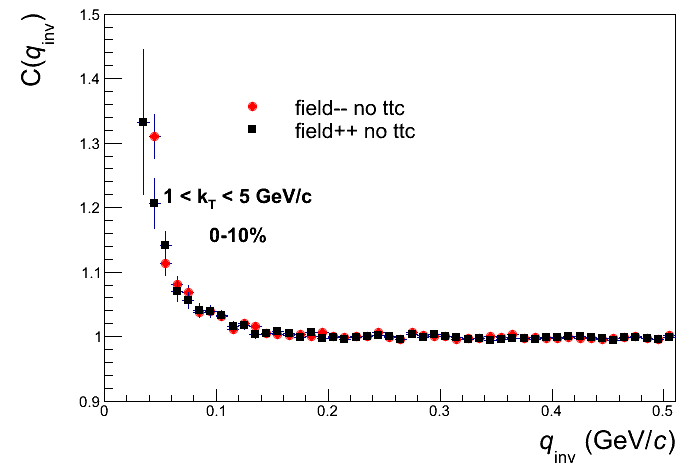 C(q_inv)
1.5
1.4
1.3
1.2
1.1
1
0.9
field-- no ttc
field++ no ttc
1 < k_T < 5 GeV/c
0-10%
0 0.1 0.2 0.3 0.4 0.5
q_inv (GeV/c)